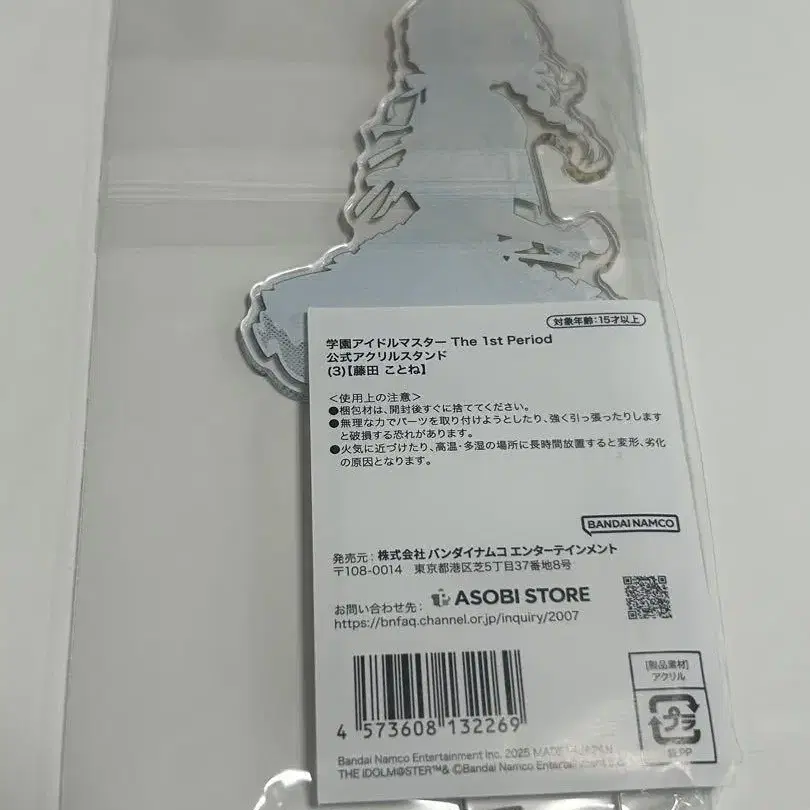 対象年齢:15才以上
学園アイドルマスター The 1st Period
公式アクリルスタンド
(3)【藤田 ことね】
＜使用上の注意＞
●梱包材は、開封後すぐに捨ててください。
●無理な力でパーツを取り付けようとしたり、強く引っ張ったりします
と破損する恐れがあります。
●火気に近づけたり、高温・多湿の場所に長時間放置すると変形、劣化
の原因となります。
BANDAI NAMCO
発売元：株式会社 バンダイナムコ エンターテインメント
〒108-0014 東京都港区芝5丁目37番地8号
お問い合わせ先： ASOBI STORE
https://bnfaq.channel.or.jp/inquiry/2007
[製品素材]
アクリル
プラ
袋:PP
4 573608 132269
Bandai Namco Entertainment Inc. 2025 MADE IN JAPAN
THE IDOLM@STER™& ©Bandai Namco Entertainment